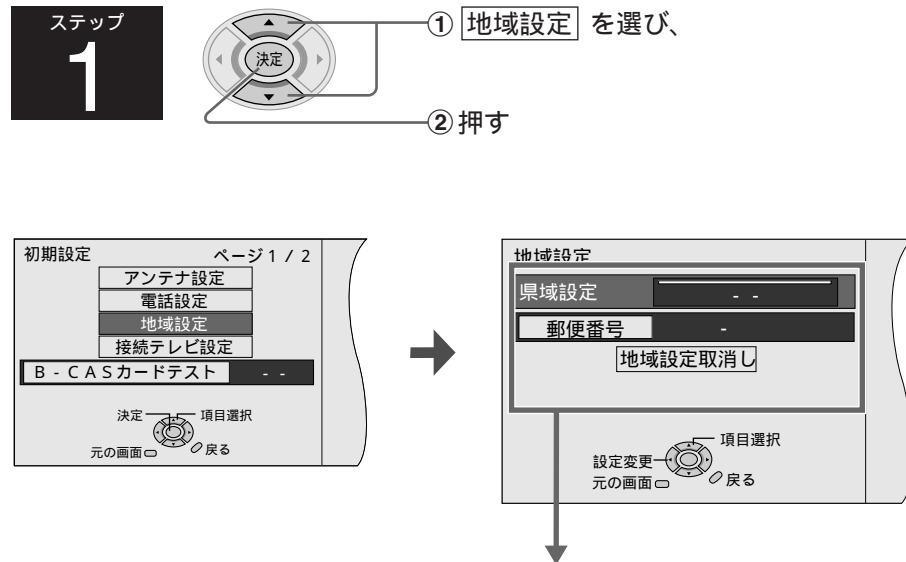 ステップ
1
決定
① 地域設定 を選び、
② 押す
初期設定 ページ1 / 2
アンテナ設定
電話設定
地域設定
接続テレビ設定
B - C A Sカードテスト - -
決定 項目選択
元の画面 戻る
地域設定
県域設定 - -
郵便番号 -
地域設定取消し
項目選択
設定変更
元の画面 戻る